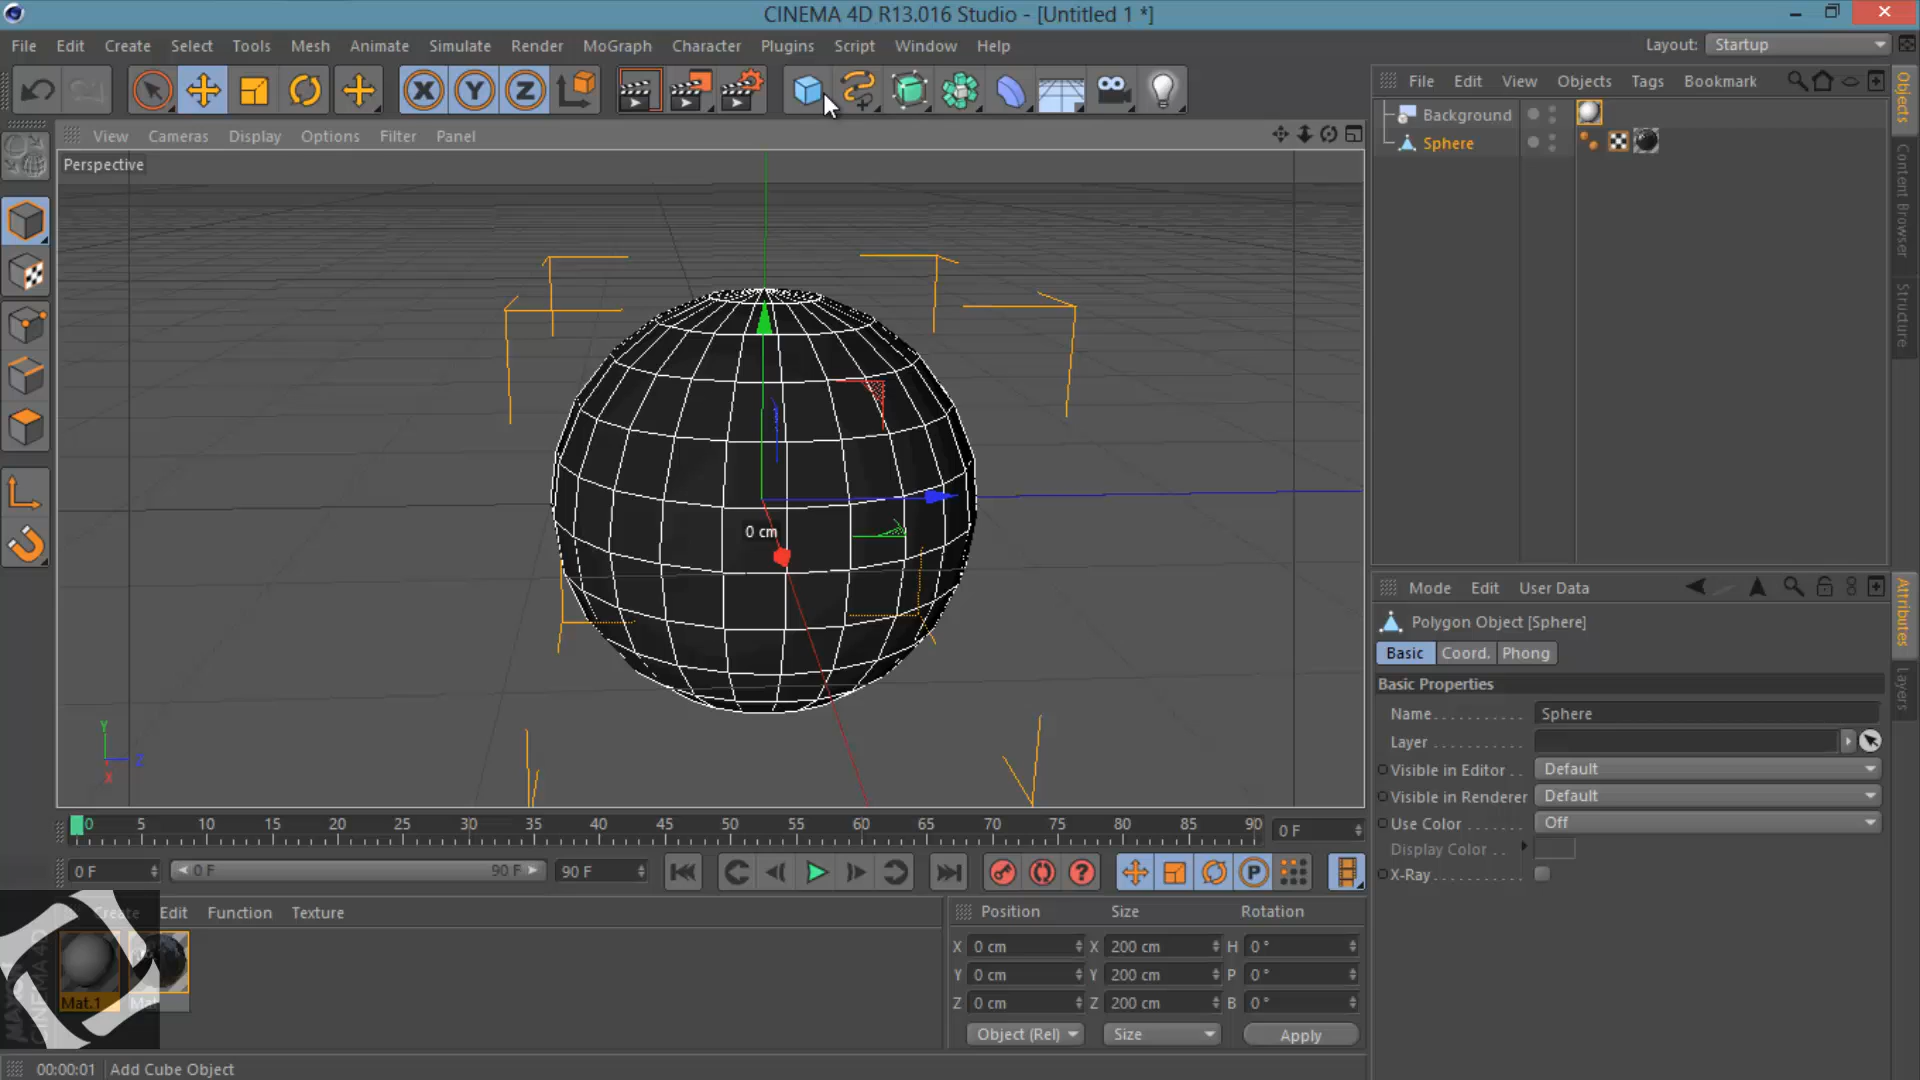 CINEMA 4D R13.016 Studio - [Untitled 1 *]
File Edit Create Select Tools Mesh Animate Simulate Render MoGraph Character Plugins Script Window Help
Layout: Startup
X Y Z
File Edit View Objects Tags Bookmark
View Cameras Display Options Filter Panel
Perspective
Background
Sphere
Objects
Content Browser
Structure
0 cm
Y
Z
X
Mode Edit User Data
Polygon Object [Sphere]
Basic Coord. Phong
Basic Properties
Name Sphere
Layer
Visible in Editor Default
Visible in Renderer Default
Use Color Off
Display Color
X-Ray
Attributes
Layers
0 5 10 15 20 25 30 35 40 45 50 55 60 65 70 75 80 85 90
0 F
0 F 0 F 90 F 90 F
P
Create Edit Function Texture
Mat.1 Mat
MAXON
CINEMA 4D
Position Size Rotation
X 0 cm X 200 cm H 0 °
Y 0 cm Y 200 cm P 0 °
Z 0 cm Z 200 cm B 0 °
Object (Rel) Size Apply
00:00:01 Add Cube Object